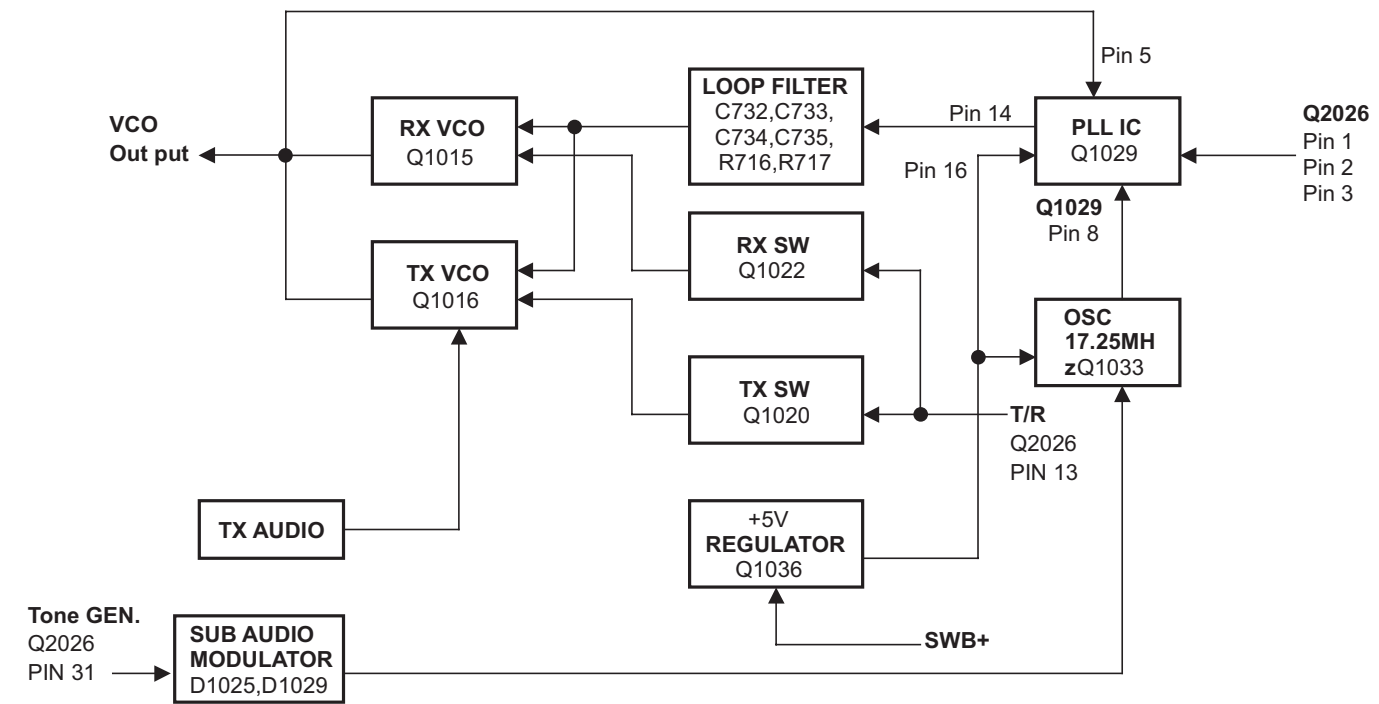 Pin 5
LOOP FILTER
C732,C733,
C734,C735,
R716,R717
VCO
Out put
RX VCO
Q1015
Pin 14
PLL IC
Q1029
Q2026
Pin 1
Pin 2
Pin 3
Pin 16
Q1029
Pin 8
RX SW
Q1022
TX VCO
Q1016
OSC
17.25MH
zQ1033
TX SW
Q1020
T/R
Q2026
PIN 13
TX AUDIO
+5V
REGULATOR
Q1036
Tone GEN.
Q2026
PIN 31
SUB AUDIO
MODULATOR
D1025,D1029
SWB+